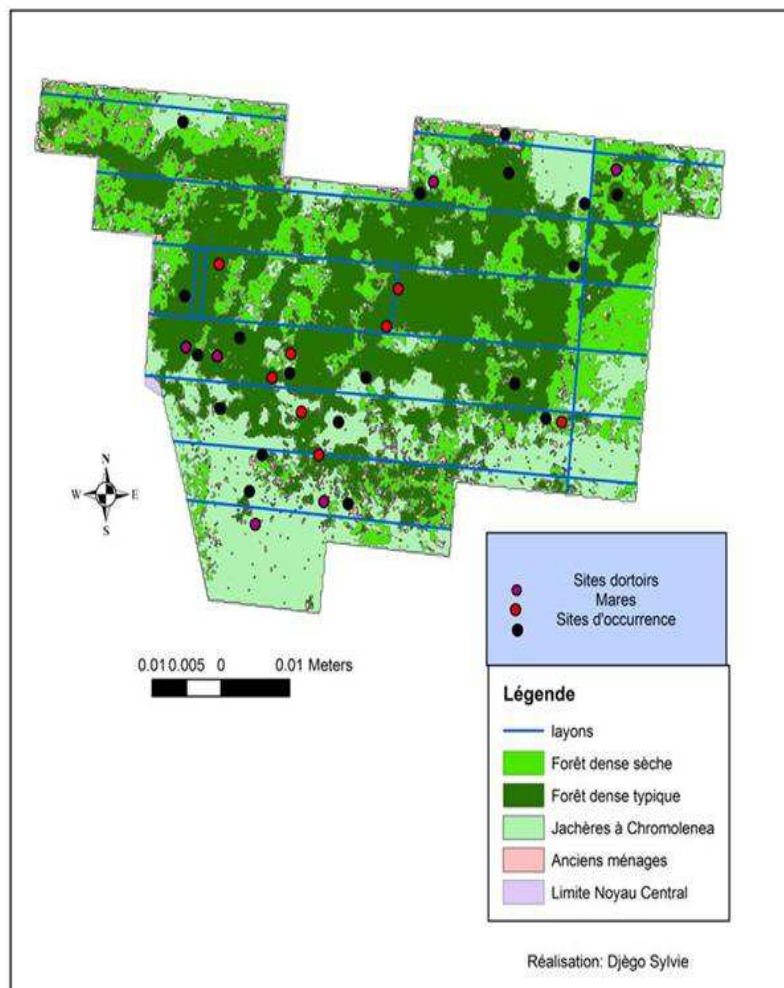 N
W E
S
0.01 0.005 0 0.01 Meters
Sites dortoirs
Mares
Sites d'occurrence
Légende
layons
Forêt dense sèche
Forêt dense typique
Jachères à Chromolenea
Anciens ménages
Limite Noyau Central
Réalisation: Djègo Sylvie